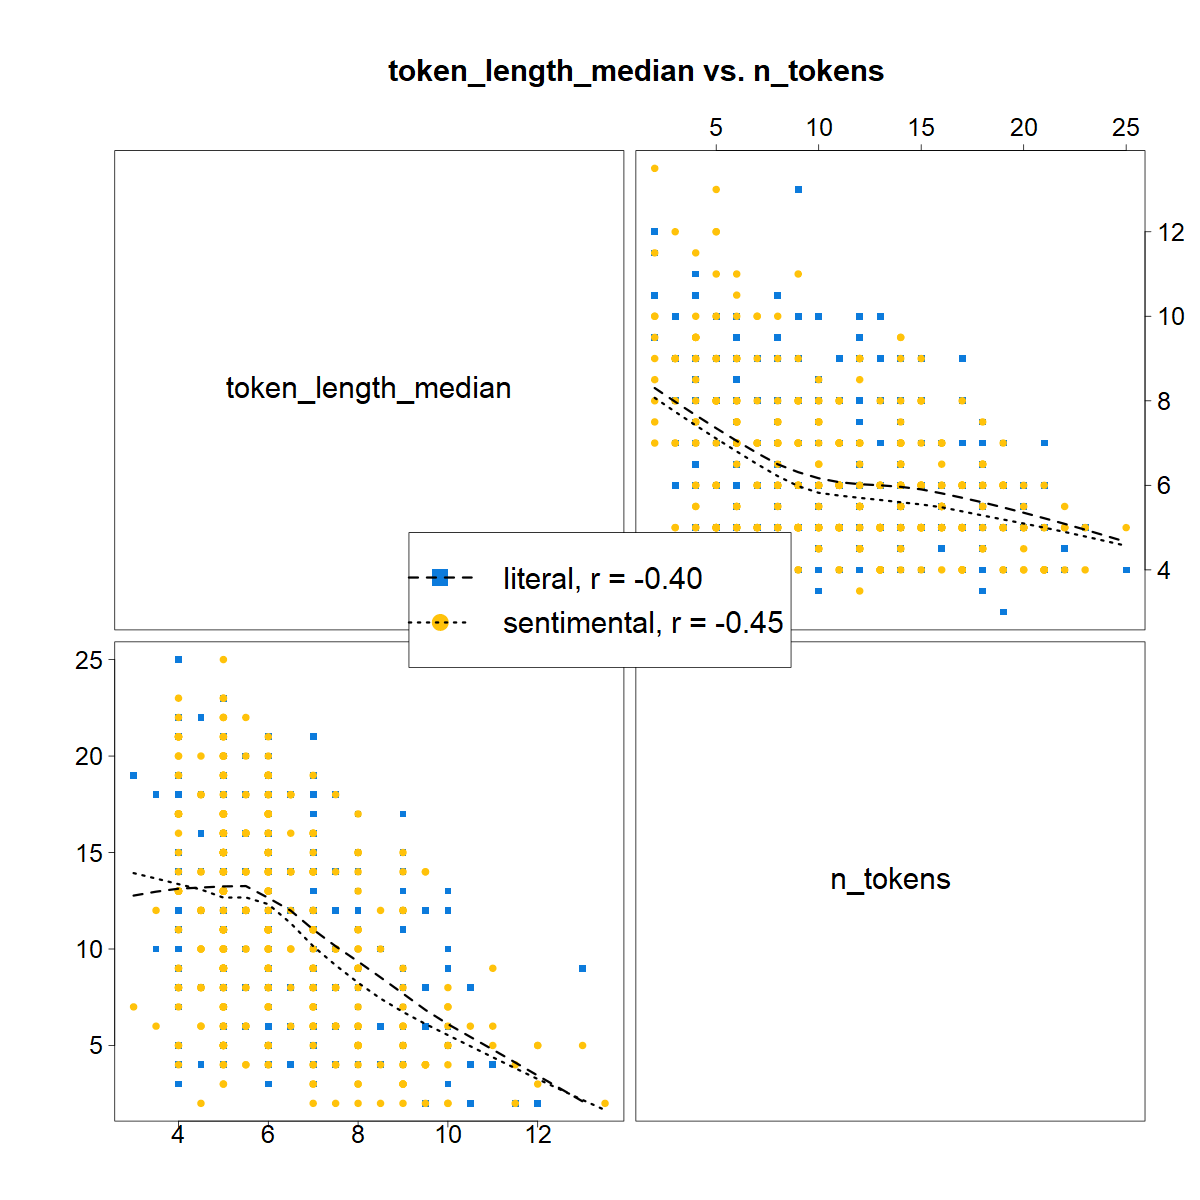 token_length_median vs. n_tokens
5 10 15 20 25
token_length_median
12
10
8
6
4
literal, r = -0.40
sentimental, r = -0.45
25
20
15
10
5
n_tokens
4 6 8 10 12